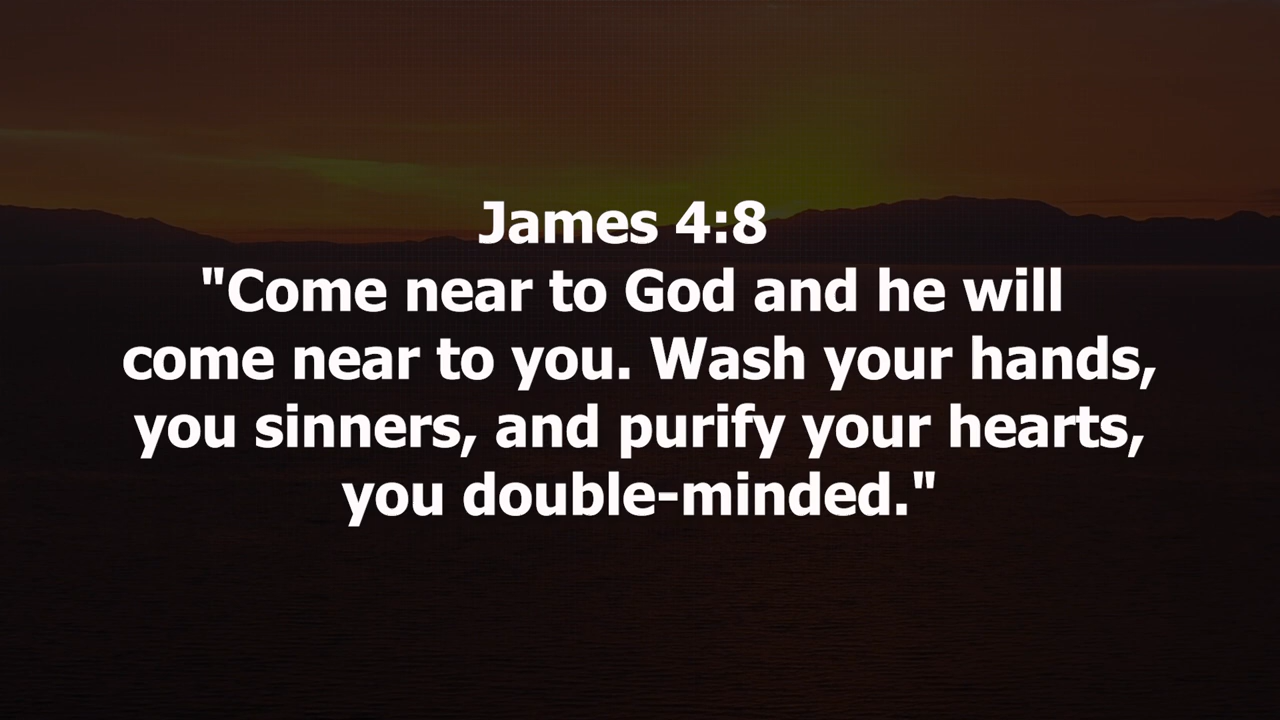 James 4:8
"Come near to God and he will
come near to you. Wash your hands,
you sinners, and purify your hearts,
you double-minded."